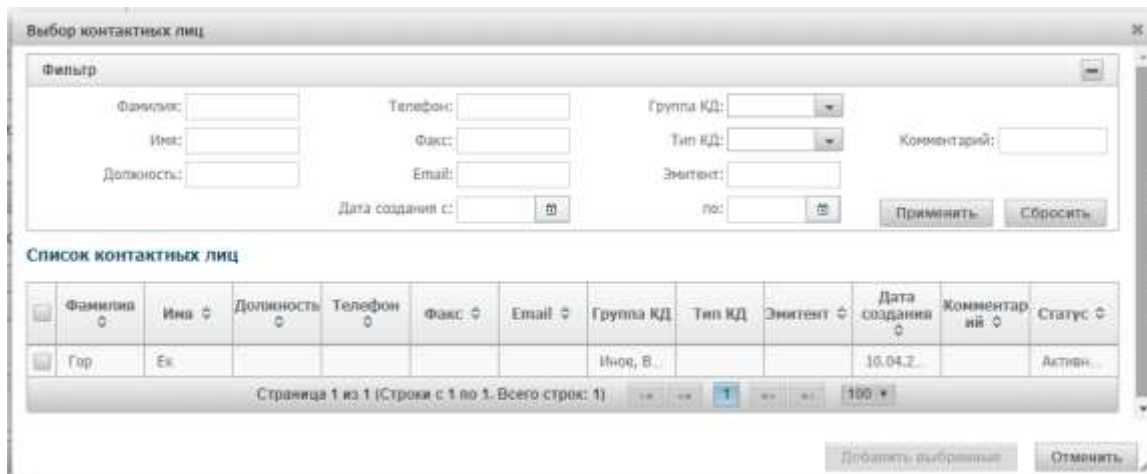 Выбор контактных лиц
Фильтр
Фамилия: Телефон: Группа КД:
Имя: Факс: Тип КД: Комментарий:
Должность: Email: Эмитент:
Дата создания с: по: Применить Сбросить
Список контактных лиц
Фамилия Имя Должность Телефон Факс Email Группа КД Тип КД Эмитент Дата создания Комментарий Статус
Гор Ек Иное, В... 10.04.2... Активн...
Страница 1 из 1 (Строки с 1 по 1. Всего строк: 1) 1 100
Добавить выбранные Отменить